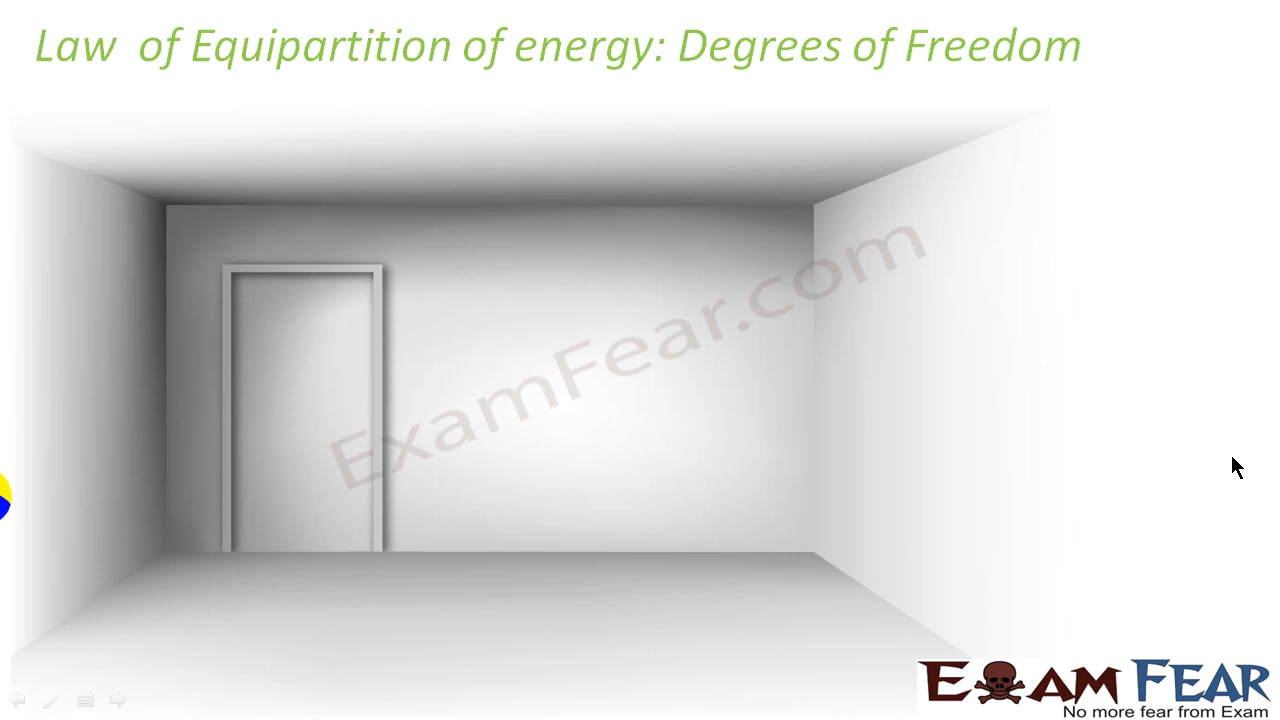 Law of Equipartition of energy: Degrees of Freedom
ExamFear.com
EXAM FEAR
No more fear from Exam